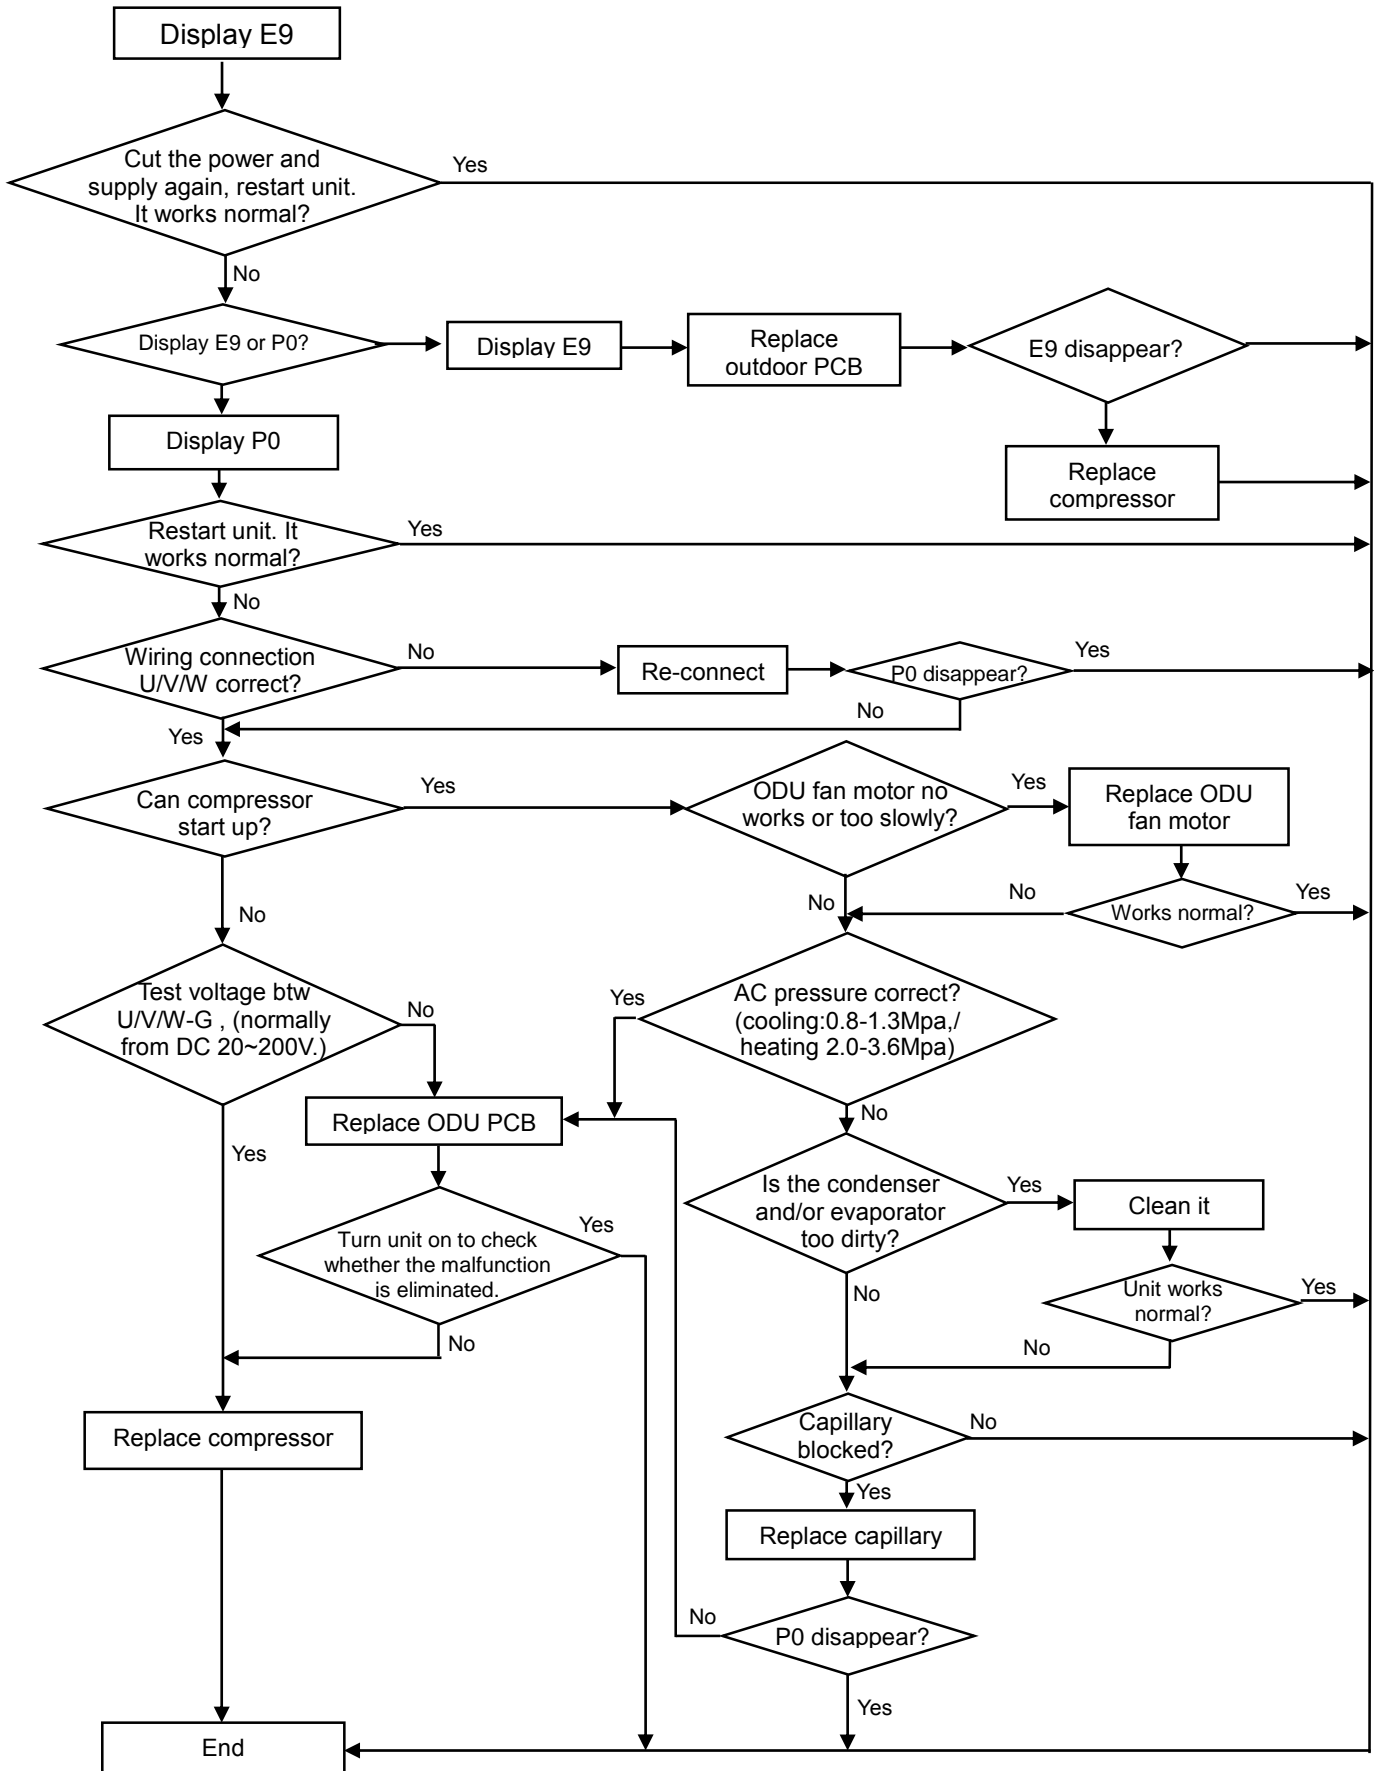 Display E9
Cut the power and
supply again, restart unit.
It works normal?
Yes
No
Display E9 or P0?
Display E9
Replace
outdoor PCB
E9 disappear?
Display P0
Replace
compressor
Restart unit. It
works normal?
Yes
No
Wiring connection
U/V/W correct?
No
Re-connect
P0 disappear?
Yes
No
Yes
Can compressor
start up?
Yes
ODU fan motor no
works or too slowly?
Yes
Replace ODU
fan motor
No
No
Works normal?
Yes
No
Test voltage btw
U/V/W-G , (normally
from DC 20~200V.)
No
Yes
AC pressure correct?
(cooling:0.8-1.3Mpa,/
heating 2.0-3.6Mpa)
Replace ODU PCB
No
Yes
Is the condenser
and/or evaporator
too dirty?
Yes
Clean it
Turn unit on to check
whether the malfunction
is eliminated.
Yes
No
No
Unit works
normal?
Yes
No
Capillary
blocked?
No
Replace compressor
Yes
Replace capillary
No
P0 disappear?
Yes
End